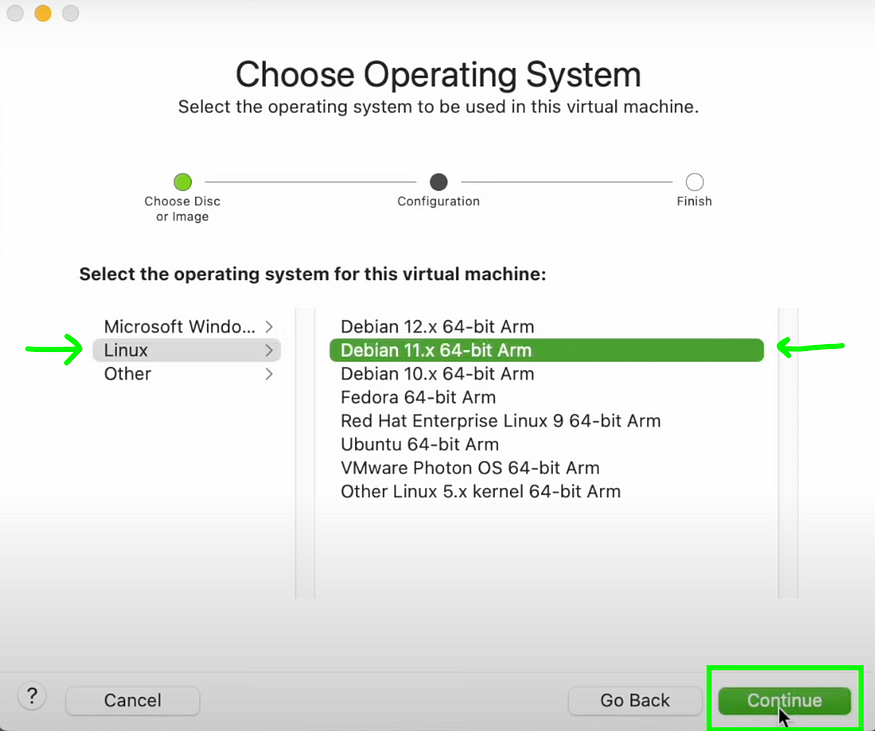 Choose Operating System
Select the operating system to be used in this virtual machine.
Choose Disc
or Image
Configuration
Finish
Select the operating system for this virtual machine:
Microsoft Windo...
Linux
Other
Debian 12.x 64-bit Arm
Debian 11.x 64-bit Arm
Debian 10.x 64-bit Arm
Fedora 64-bit Arm
Red Hat Enterprise Linux 9 64-bit Arm
Ubuntu 64-bit Arm
VMware Photon OS 64-bit Arm
Other Linux 5.x kernel 64-bit Arm
?
Cancel
Go Back
Continue